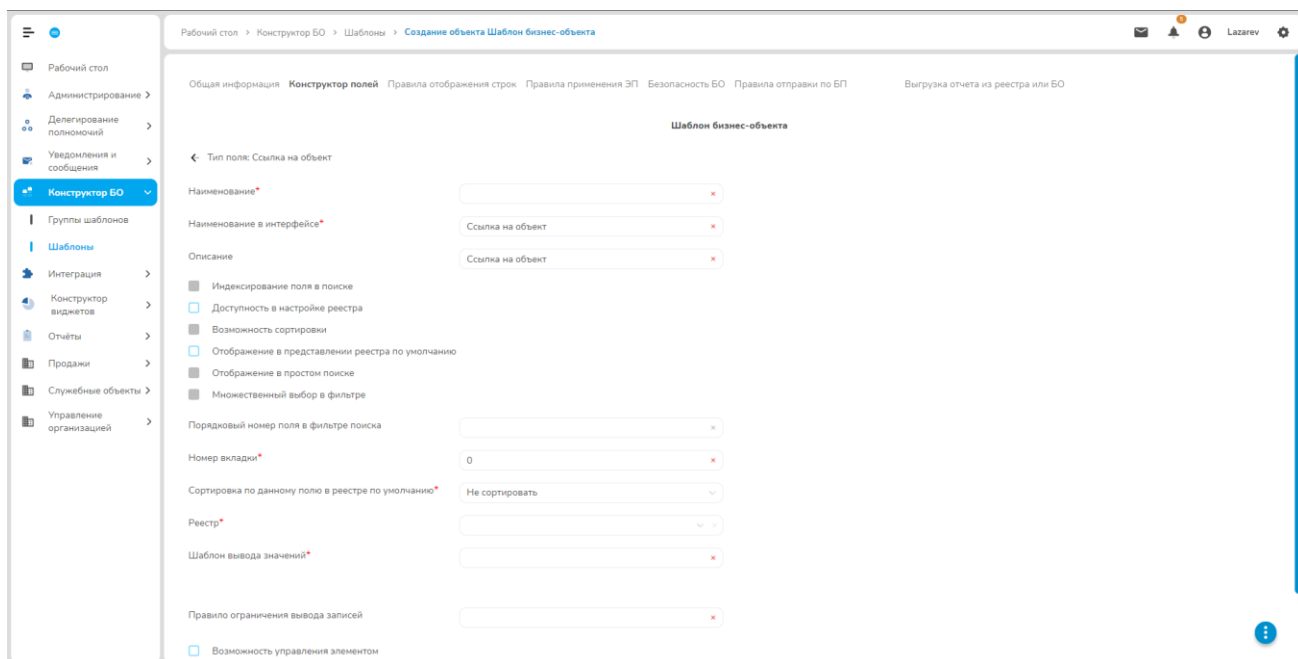 Рабочий стол > Конструктор БО > Шаблоны > Создание объекта Шаблон бизнес-объекта
5
Lazarev
Рабочий стол
Администрирование
Делегирование
полномочий
Уведомления и
сообщения
Конструктор БО
Группы шаблонов
Шаблоны
Интеграция
Конструктор
виджетов
Отчёты
Продажи
Служебные объекты
Управление
организацией
Общая информация Конструктор полей Правила отображения строк Правила применения ЭП Безопасность БО Правила отправки по БП Выгрузка отчета из реестра или БО
Шаблон бизнес-объекта
Тип поля: Ссылка на объект
Наименование*
Наименование в интерфейсе* Ссылка на объект
Описание Ссылка на объект
Индексирование поля в поиске
Доступность в настройке реестра
Возможность сортировки
Отображение в представлении реестра по умолчанию
Отображение в простом поиске
Множественный выбор в фильтре
Порядковый номер поля в фильтре поиска
Номер вкладки* 0
Сортировка по данному полю в реестре по умолчанию* Не сортировать
Реестр*
Шаблон вывода значений*
Правило ограничения вывода записей
Возможность управления элементом